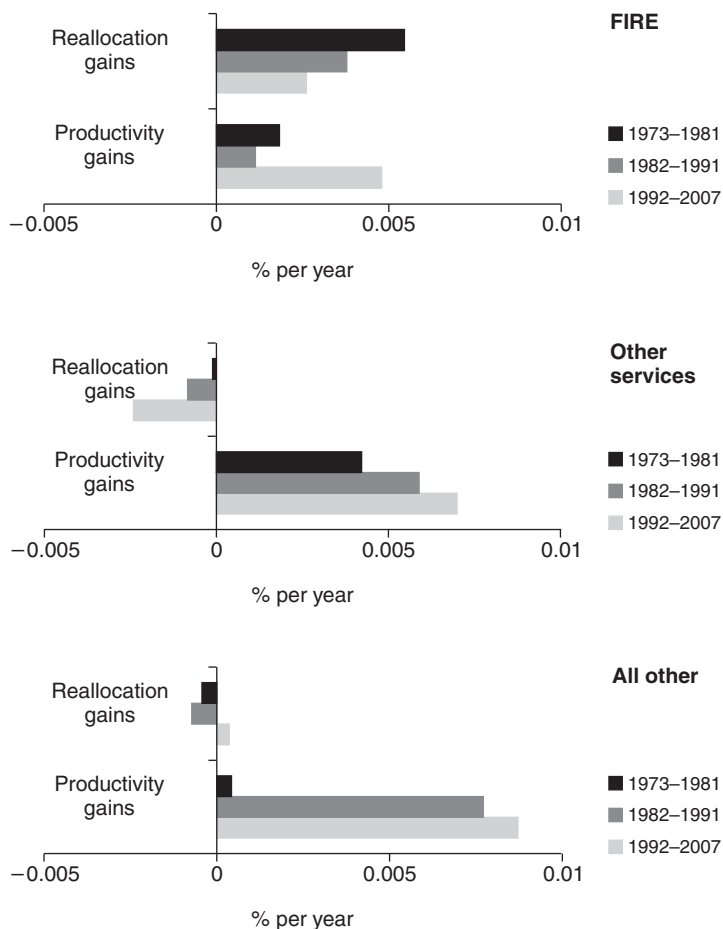 FIRE
Reallocation
gains
Productivity
gains
1973–1981
1982–1991
1992–2007
−0.005 0 0.005 0.01
% per year
Other
services
Reallocation
gains
Productivity
gains
1973–1981
1982–1991
1992–2007
−0.005 0 0.005 0.01
% per year
All other
Reallocation
gains
Productivity
gains
1973–1981
1982–1991
1992–2007
−0.005 0 0.005 0.01
% per year